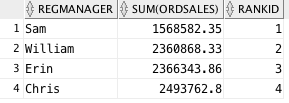 REGMANAGER SUM(ORDSALES) RANKID
1 Sam 1568582.35 1
2 William 2360868.33 2
3 Erin 2366343.86 3
4 Chris 2493762.8 4